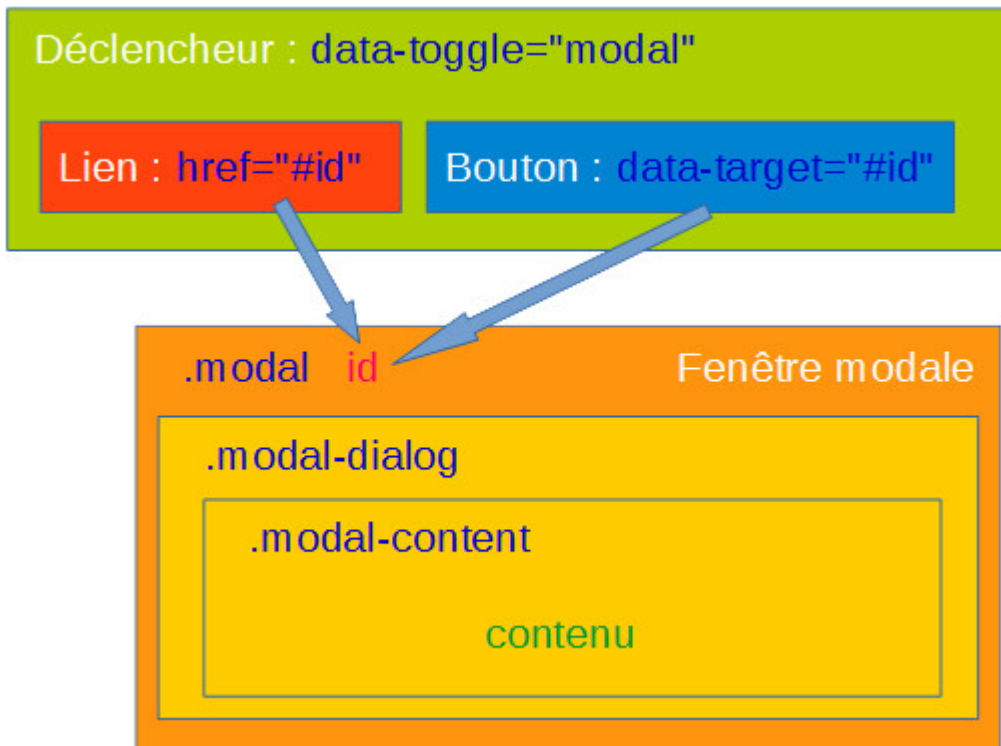 Déclencheur : data-toggle="modal"
Lien : href="#id"
Bouton : data-target="#id"
.modal id
Fenêtre modale
.modal-dialog
.modal-content
contenu